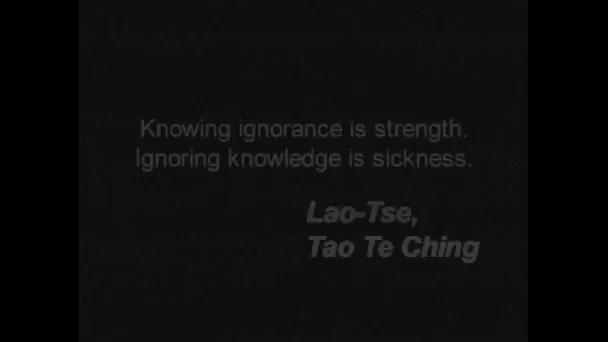 Knowing ignorance is strength.
Ignoring knowledge is sickness.
Lao-Tse,
Tao Te Ching